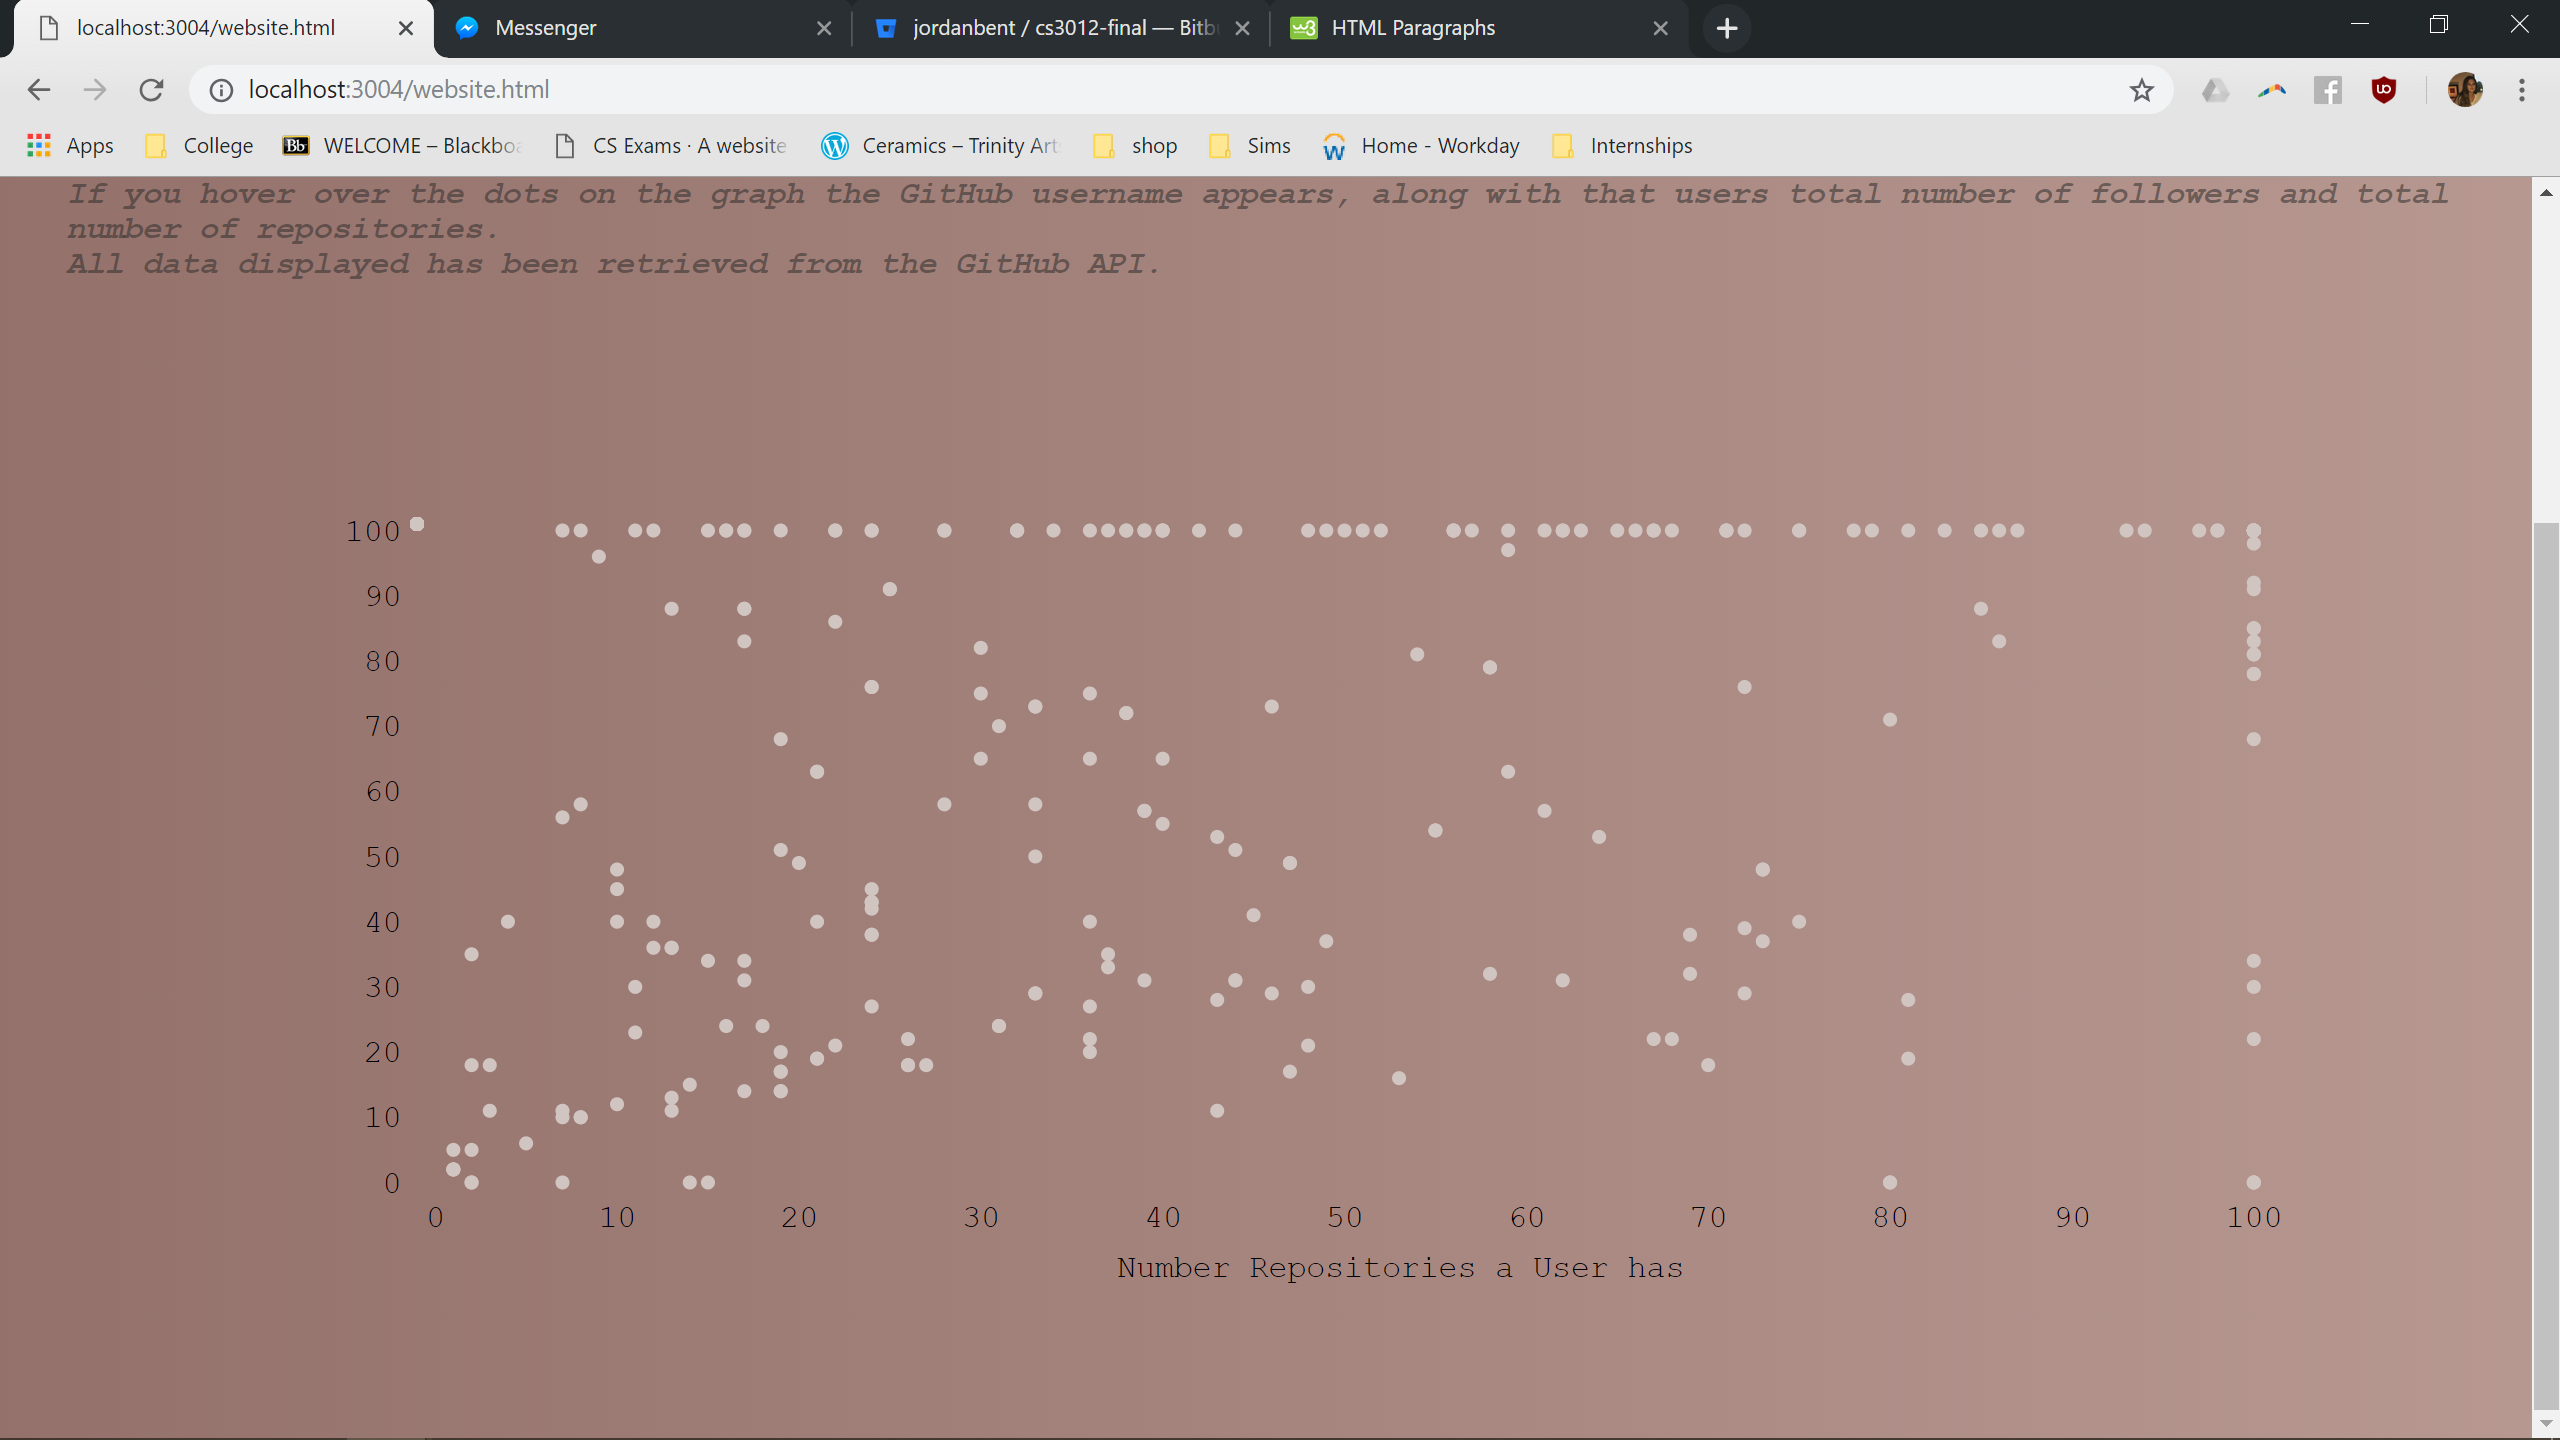 localhost:3004/website.html
Messenger
jordanbent / cs3012-final — Bitb
HTML Paragraphs
localhost:3004/website.html
Apps
College
Bb
WELCOME – Blackboa
CS Exams · A website
Ceramics – Trinity Art
shop
Sims
Home - Workday
Internships
If you hover over the dots on the graph the GitHub username appears, along with that users total number of followers and total
number of repositories.
All data displayed has been retrieved from the GitHub API.
100
90
80
70
60
50
40
30
20
10
0
0 10 20 30 40 50 60 70 80 90 100
Number Repositories a User has